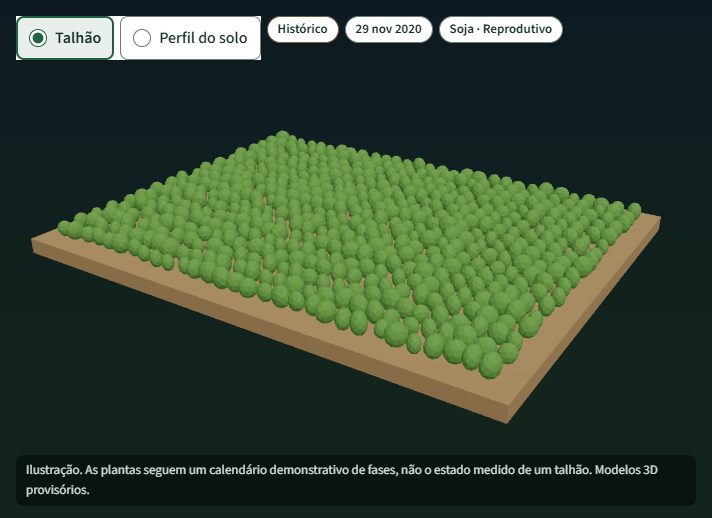 Talhão
Perfil do solo
Histórico
29 nov 2020
Soja · Reprodutivo
Ilustração. As plantas seguem um calendário demonstrativo de fases, não o estado medido de um talhão. Modelos 3D
provisórios.